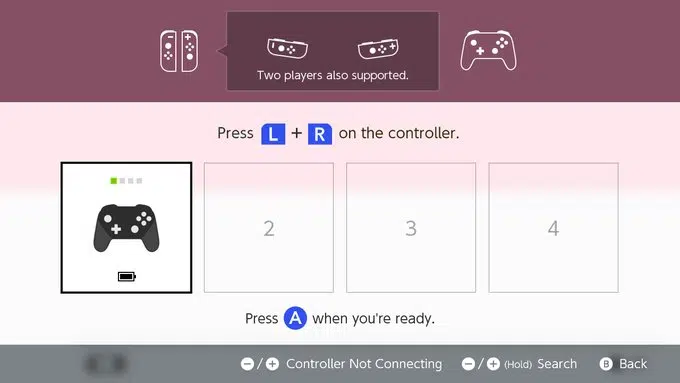 Two players also supported.
Press L + R on the controller.
2
3
4
Press A when you're ready.
−/+ Controller Not Connecting −/+ (Hold) Search B Back